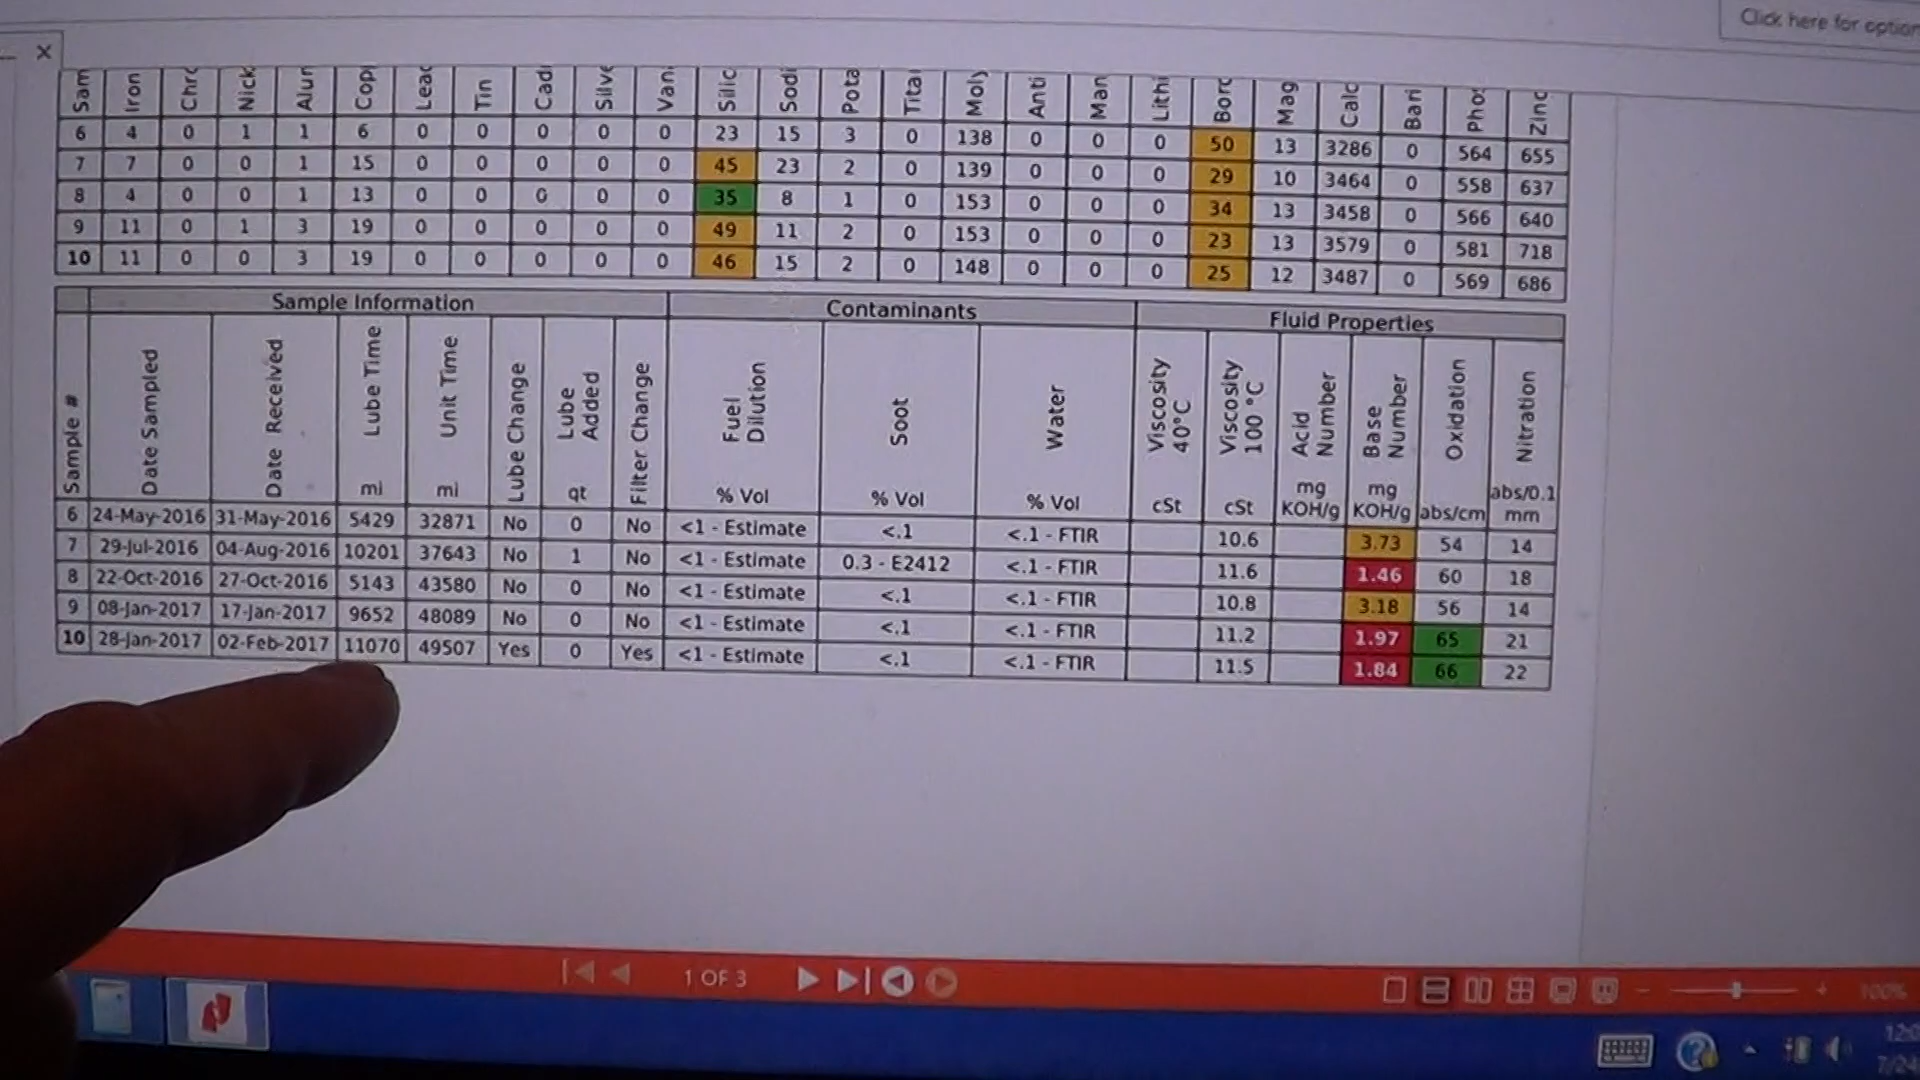 Click here for option
Sam Iron Chr Nick Alur Cop Leac Tin Cad Silve Van Silic Sodi Pota Tita Moly Anti Man Lithi Borc Mag Calc Bari Pho Zinc
6 4 0 1 1 6 0 0 0 0 0 23 15 3 0 138 0 0 0 50 13 3286 0 564 655
7 7 0 0 1 15 0 0 0 0 0 45 23 2 0 139 0 0 0 29 10 3464 0 558 637
8 4 0 0 1 13 0 0 0 0 0 35 8 1 0 153 0 0 0 34 13 3458 0 566 640
9 11 0 1 3 19 0 0 0 0 0 49 11 2 0 153 0 0 0 23 13 3579 0 581 718
10 11 0 0 3 19 0 0 0 0 0 46 15 2 0 148 0 0 0 25 12 3487 0 569 686
Sample Information Contaminants Fluid Properties
Sample # Date Sampled Date Received Lube Time Unit Time Lube Change Lube Added Filter Change Fuel Dilution Soot Water Viscosity 40°C Viscosity 100 °C Acid Number Base Number Oxidation Nitration
mi mi qt % Vol % Vol % Vol cSt cSt mg KOH/g mg KOH/g abs/cm abs/0.1 mm
6 24-May-2016 31-May-2016 5429 32871 No 0 No <1 - Estimate <.1 <.1 - FTIR 10.6 3.73 54 14
7 29-Jul-2016 04-Aug-2016 10201 37643 No 1 No <1 - Estimate 0.3 - E2412 <.1 - FTIR 11.6 1.46 60 18
8 22-Oct-2016 27-Oct-2016 5143 43580 No 0 No <1 - Estimate <.1 <.1 - FTIR 10.8 3.18 56 14
9 08-Jan-2017 17-Jan-2017 9652 48089 No 0 No <1 - Estimate <.1 <.1 - FTIR 11.2 1.97 65 21
10 28-Jan-2017 02-Feb-2017 11070 49507 Yes 0 Yes <1 - Estimate <.1 <.1 - FTIR 11.5 1.84 66 22
1 OF 3
100%
12:0
7/24